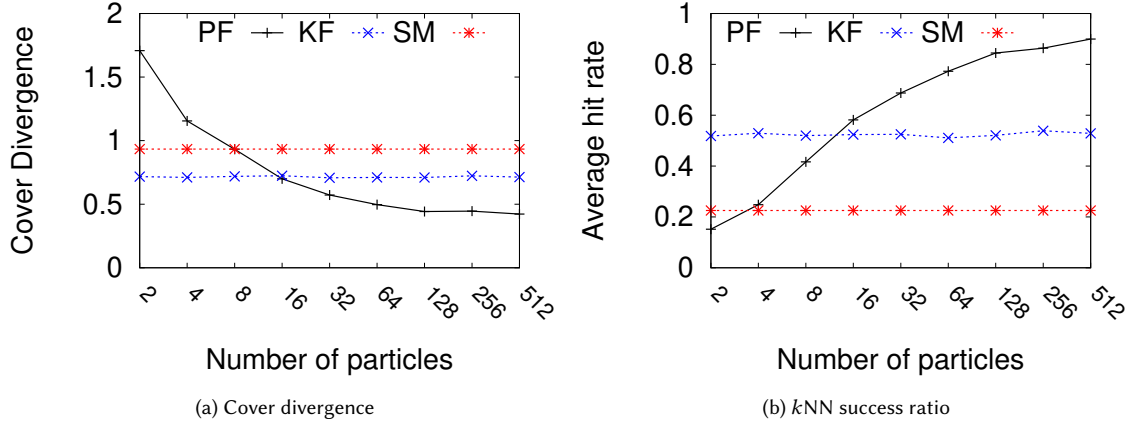 PF KF SM
Cover Divergence
2
1.5
1
0.5
0
2 4 8 16 32 64 128 256 512
Number of particles
(a) Cover divergence
PF KF SM
Average hit rate
1
0.8
0.6
0.4
0.2
0
2 4 8 16 32 64 128 256 512
Number of particles
(b) kNN success ratio